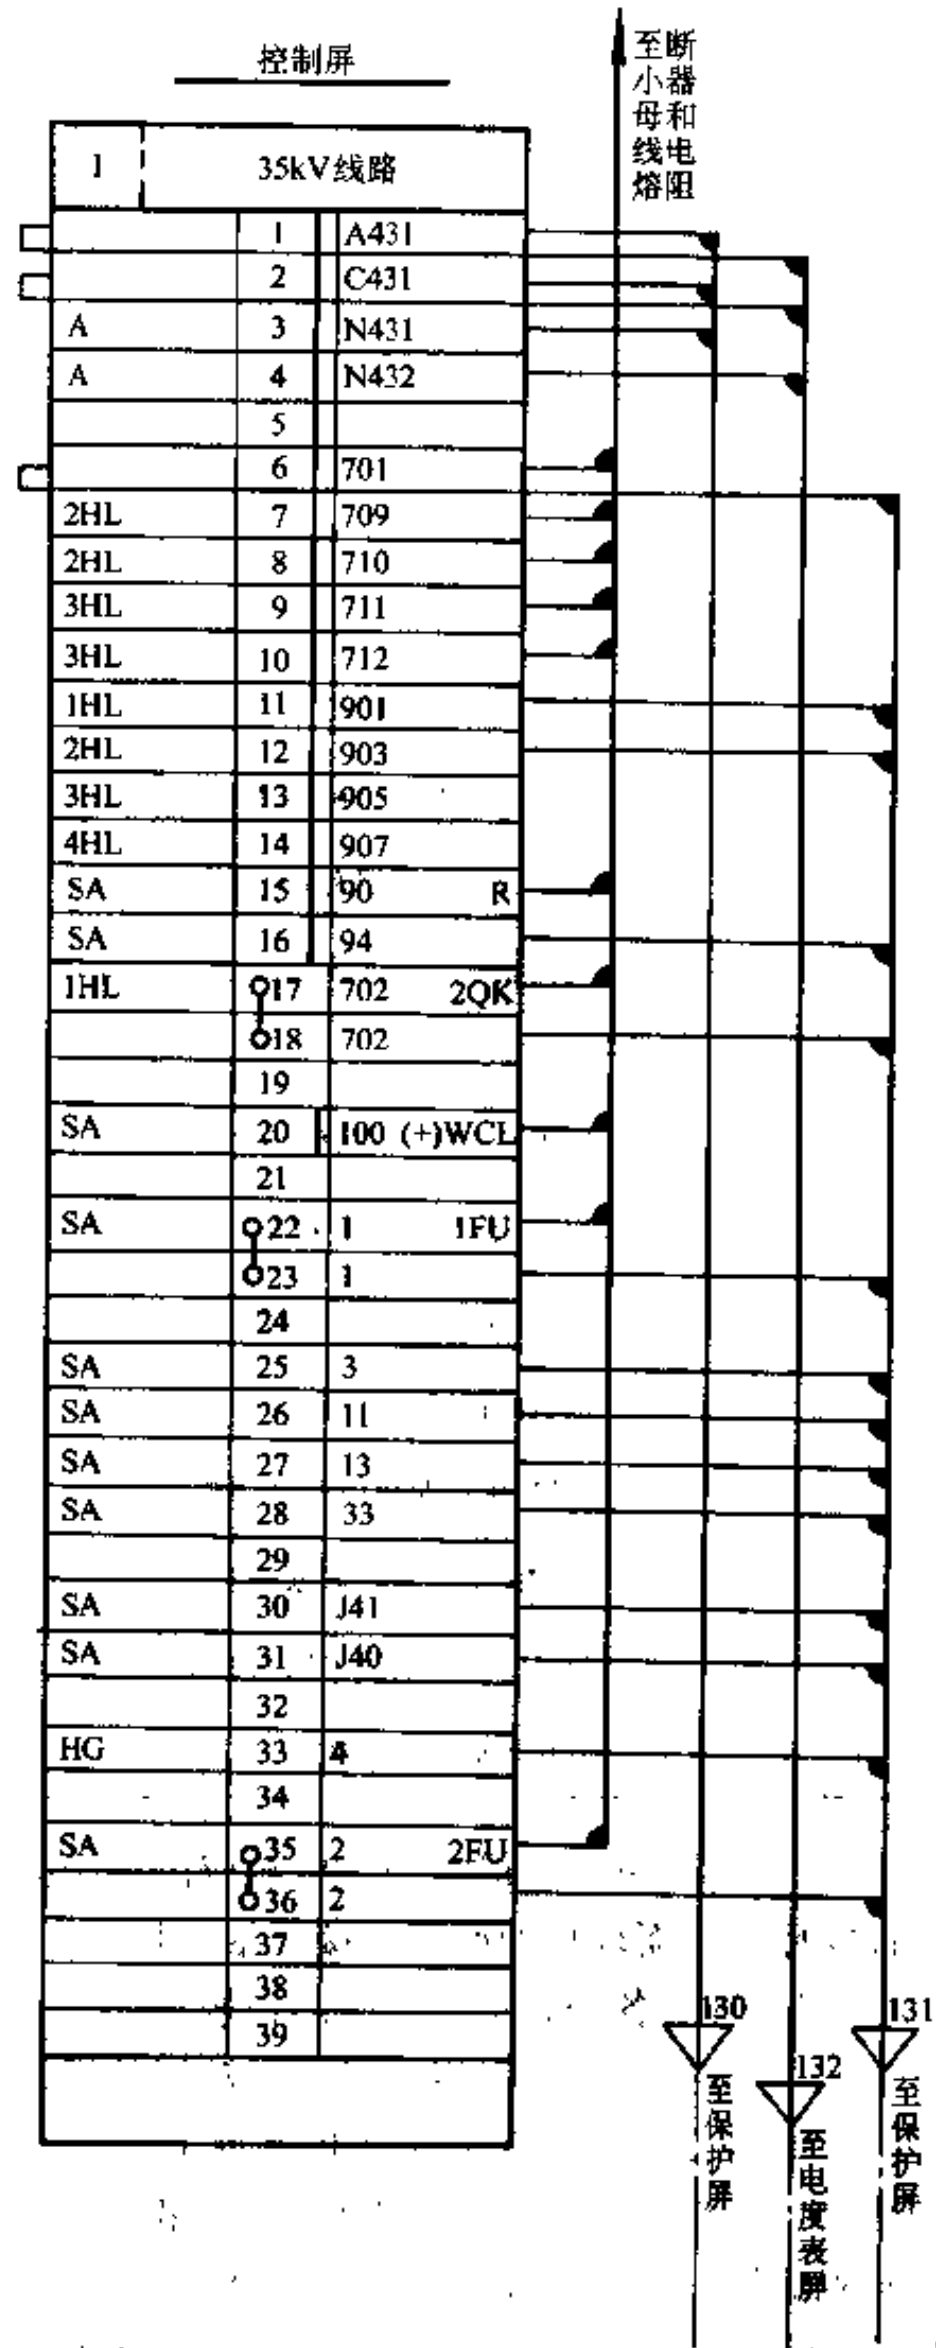 控制屏
至断
小器
母和
线电
熔阻
1 35kV线路
1 A431
2 C431
A 3 N431
A 4 N432
5
6 701
2HL 7 709
2HL 8 710
3HL 9 711
3HL 10 712
1HL 11 901
2HL 12 903
3HL 13 905
4HL 14 907
SA 15 90 R
SA 16 94
1HL 17 702 2QK
18 702
19
SA 20 100 (+)WCL
21
SA 22 1 1FU
23 1
24
SA 25 3
SA 26 11
SA 27 13
SA 28 33
29
SA 30 J41
SA 31 J40
32
HG 33 4
34
SA 35 2 2FU
36 2
37
38
39
130
至保护屏
132
至电度表屏
131
至保护屏